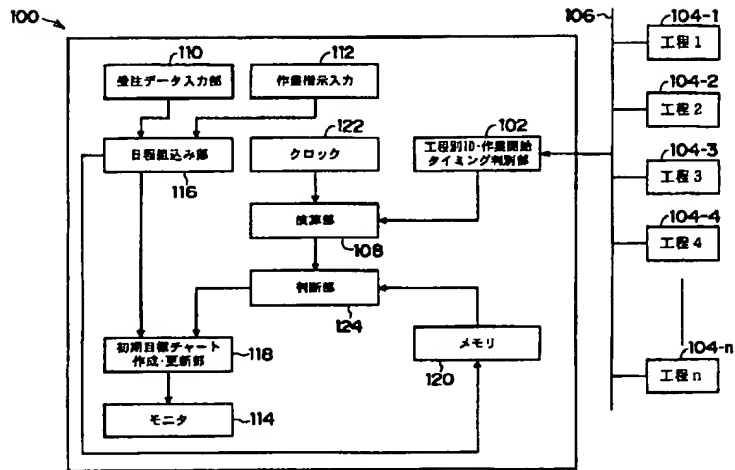 100
106
110
112
104-1
受注データ入力部
作業指示入力
工程1
104-2
122
102
工程2
日程組込み部
クロック
工程別ID・作業開始
タイミング判別部
104-3
116
工程3
104-4
演算部
108
工程4
判断部
124
初期目標チャート
作成・更新部
118
メモリ
120
104-n
工程n
モニタ
114